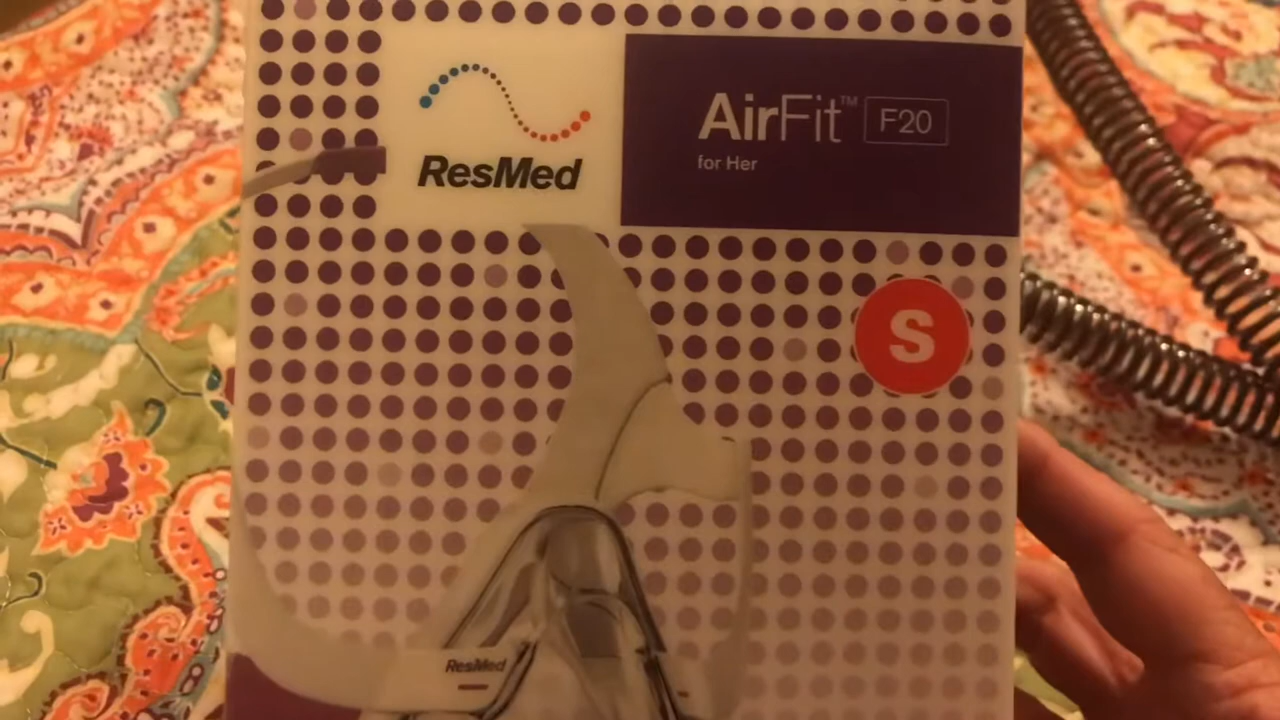 ResMed
AirFit™ F20
for Her
S
ResMed